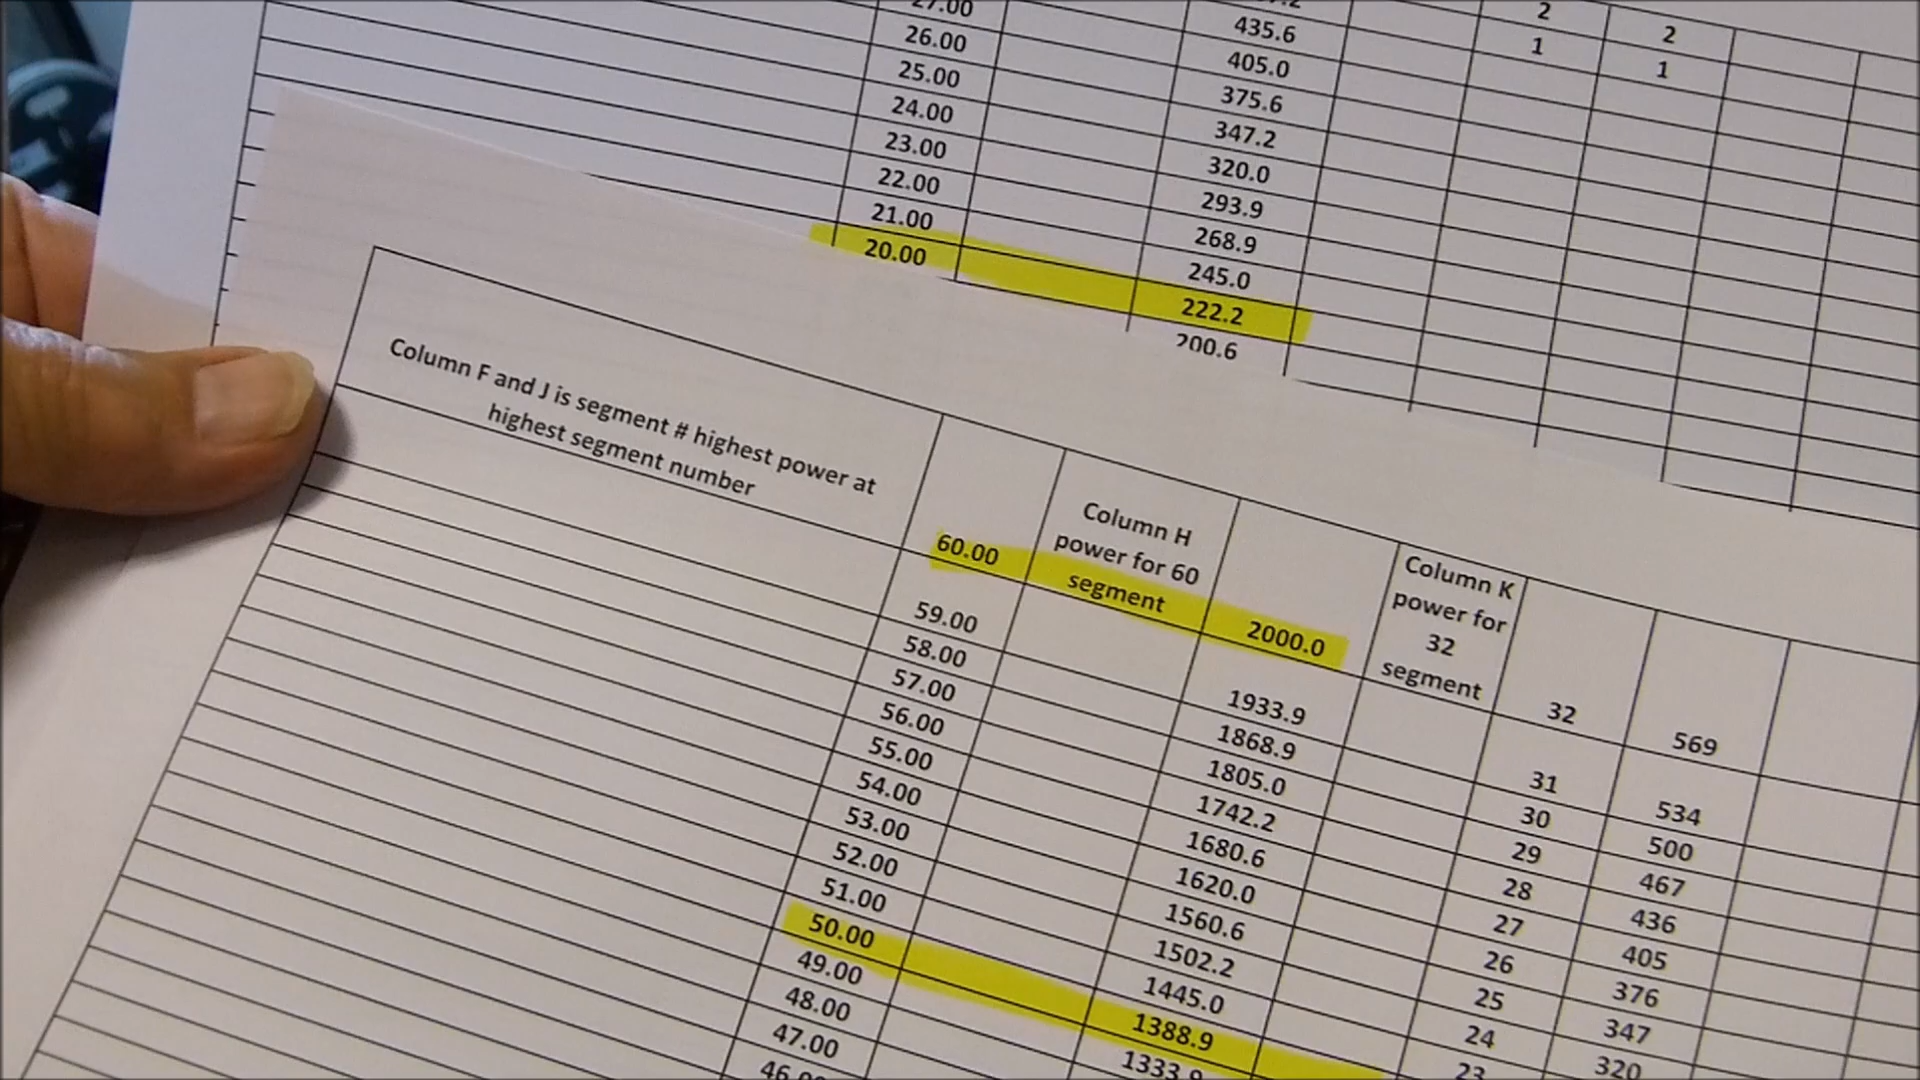 27.00 2 2
26.00 435.6 1 1
25.00 405.0
24.00 375.6
23.00 347.2
22.00 320.0
21.00 293.9
20.00 268.9
245.0
222.2
200.6
Column F and J is segment # highest power at
highest segment number
60.00
Column H
power for 60
segment
2000.0
Column K
power for
32
segment
32 569
59.00 1933.9 31 534
58.00 1868.9 30 500
57.00 1805.0 29 467
56.00 1742.2 28 436
55.00 1680.6 27 405
54.00 1620.0 26 376
53.00 1560.6 25 347
52.00 1502.2 24 320
51.00 1445.0 23
50.00 1388.9
49.00 1333.9
48.00
47.00